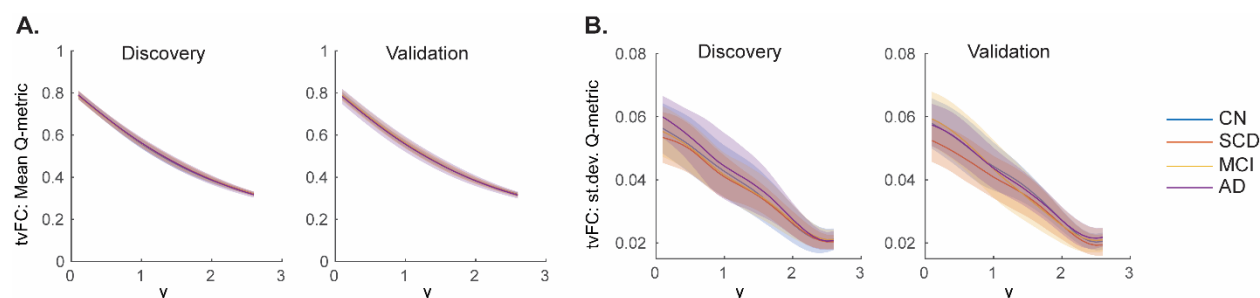 A.
B.
Discovery
Validation
Discovery
Validation
tvFC: Mean Q-metric
1
0.8
0.6
0.4
0.2
0
0
1
2
3
γ
1
0.8
0.6
0.4
0.2
0
0
1
2
3
γ
tvFC: st.dev. Q-metric
0.08
0.06
0.04
0.02
0
1
2
3
γ
0.08
0.06
0.04
0.02
0
1
2
3
γ
CN
SCD
MCI
AD